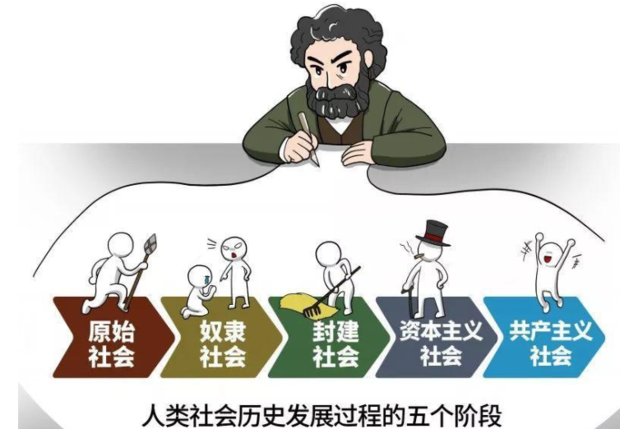 原始
社会
奴隶
社会
封建
社会
资本主义
社会
共产主义
社会
人类社会历史发展过程的五个阶段